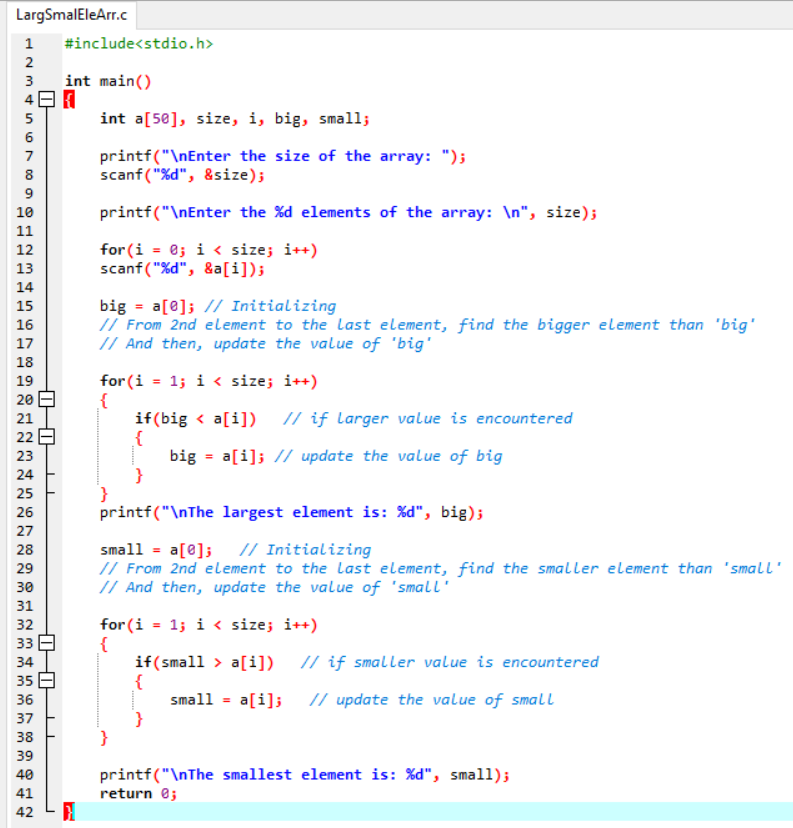 LargSmalEleArr.c
1 #include<stdio.h>
2
3 int main()
4 {
5 int a[50], size, i, big, small;
6
7 printf("\nEnter the size of the array: ");
8 scanf("%d", &size);
9
10 printf("\nEnter the %d elements of the array: \n", size);
11
12 for(i = 0; i < size; i++)
13 scanf("%d", &a[i]);
14
15 big = a[0]; // Initializing
16 // From 2nd element to the last element, find the bigger element than 'big'
17 // And then, update the value of 'big'
18
19 for(i = 1; i < size; i++)
20 {
21 if(big < a[i]) // if larger value is encountered
22 {
23 big = a[i]; // update the value of big
24 }
25 }
26 printf("\nThe largest element is: %d", big);
27
28 small = a[0]; // Initializing
29 // From 2nd element to the last element, find the smaller element than 'small'
30 // And then, update the value of 'small'
31
32 for(i = 1; i < size; i++)
33 {
34 if(small > a[i]) // if smaller value is encountered
35 {
36 small = a[i]; // update the value of small
37 }
38 }
39
40 printf("\nThe smallest element is: %d", small);
41 return 0;
42 }